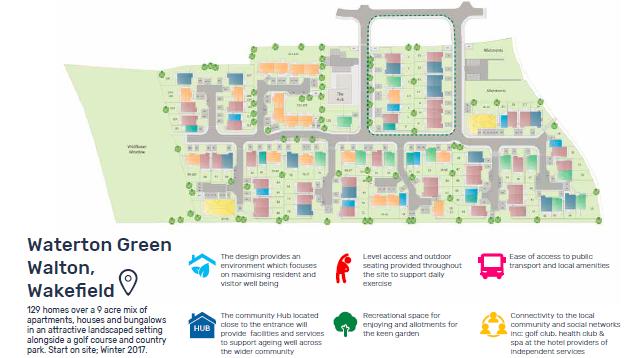 Allotments
Allotments
The
Hub
Wildflower
Meadow
Waterton Green
Walton,
Wakefield
129 homes over a 9 acre mix of
apartments, houses and bungalows
in an attractive landscaped setting
alongside a golf course and country
park. Start on site; Winter 2017.
The design provides an
environment which focuses
on maximising resident and
visitor well being
Level access and outdoor
seating provided throughout
the site to support daily
exercise
Ease of access to public
transport and local amenities
HUB
The community Hub located
close to the entrance will
provide facilities and services
to support ageing well across
the wider community
Recreational space for
enjoying and allotments for
the keen garden
Connectivity to the local
community and social networks
inc: golf club, health club &
spa at the hotel providers of
independent services